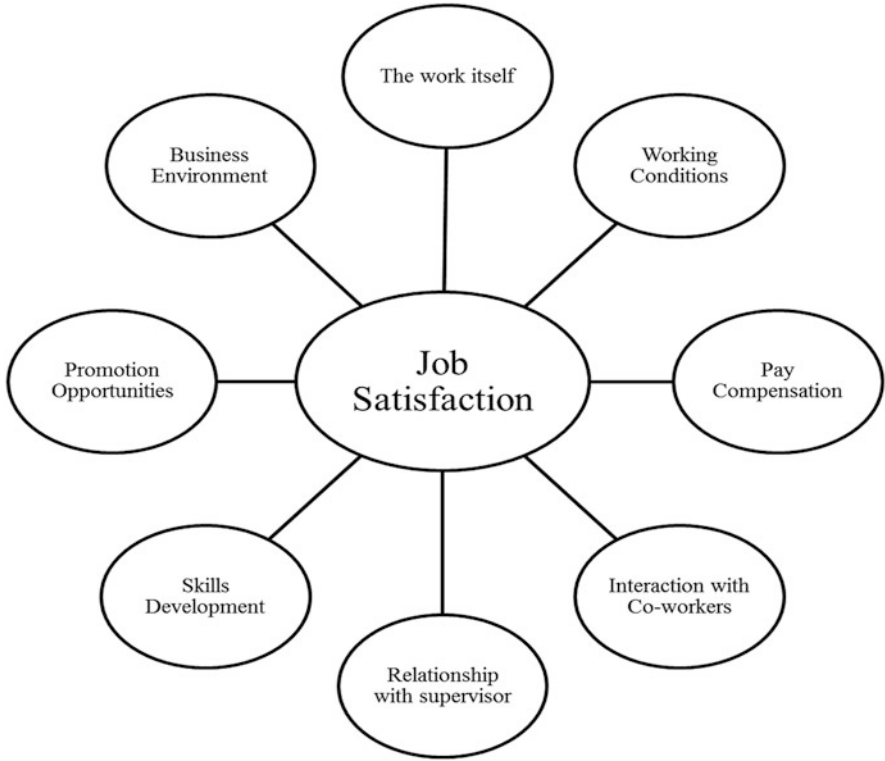 The work itself
Business
Environment
Working
Conditions
Promotion
Opportunities
Job
Satisfaction
Pay
Compensation
Skills
Development
Interaction with
Co-workers
Relationship
with supervisor